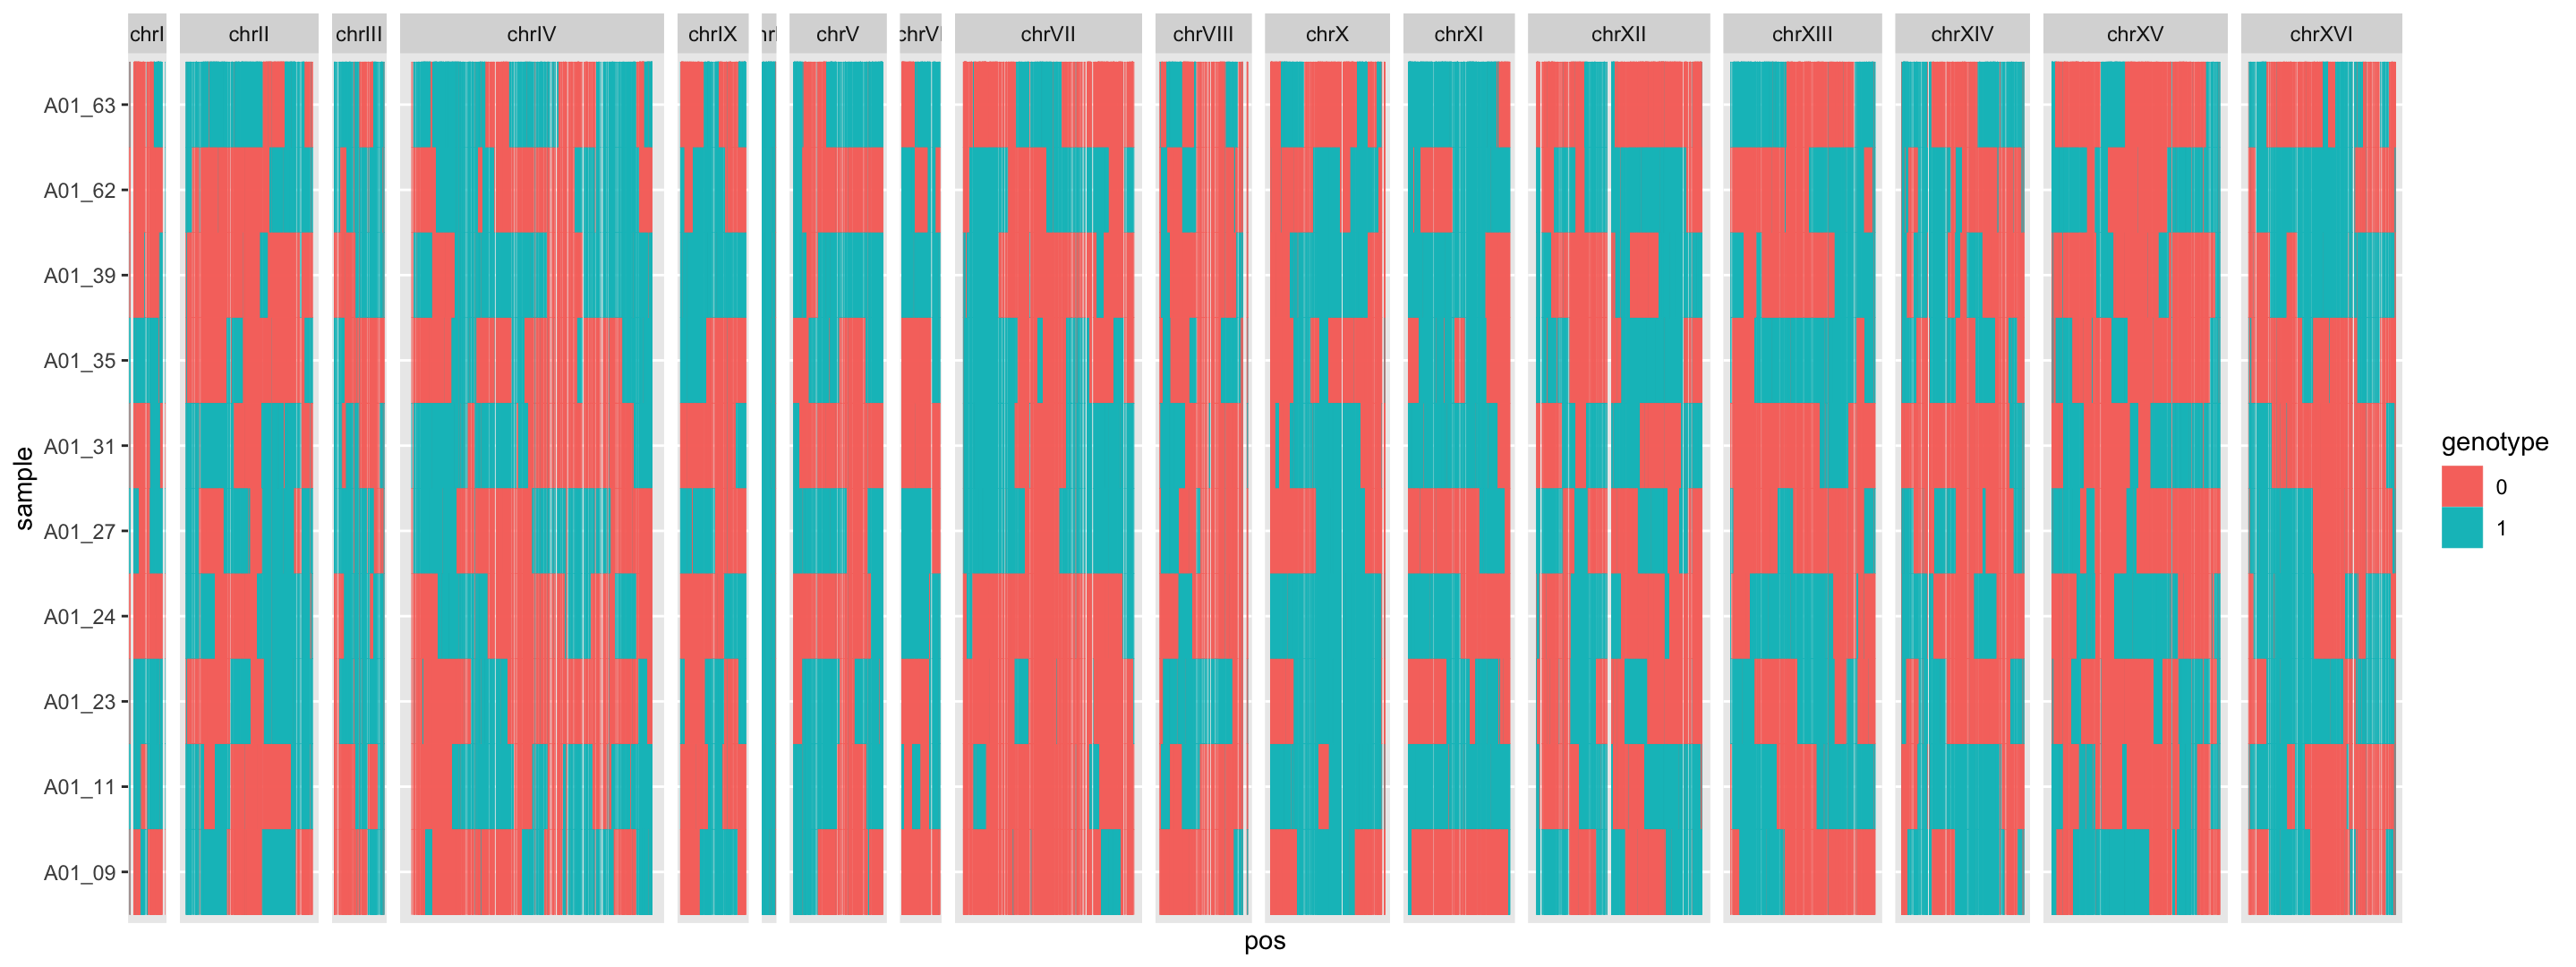 chrI chrII chrIII chrIV chrIX chrV chrVII chrVIII chrX chrXI chrXII chrXIII chrXIV chrXV chrXVI
A01_63
A01_62
A01_39
A01_35
A01_31
A01_27
A01_24
A01_23
A01_11
A01_09
sample
pos
genotype
0
1